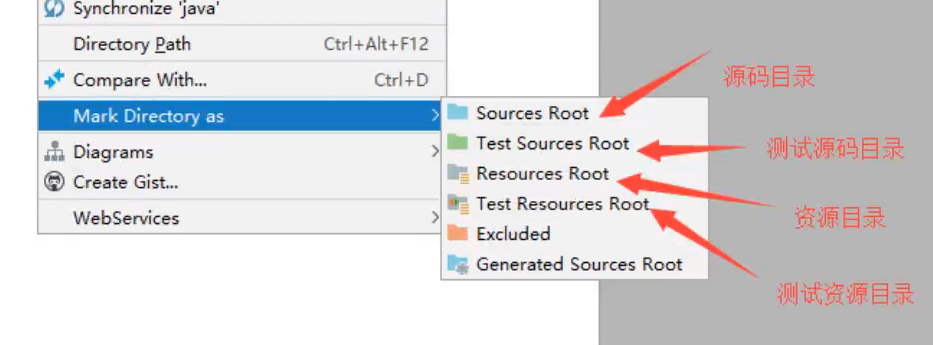 Synchronize 'java'
Directory Path Ctrl+Alt+F12
Compare With... Ctrl+D
Mark Directory as
Diagrams
Create Gist...
WebServices
Sources Root
Test Sources Root
Resources Root
Test Resources Root
Excluded
Generated Sources Root
源码目录
测试源码目录
资源目录
测试资源目录